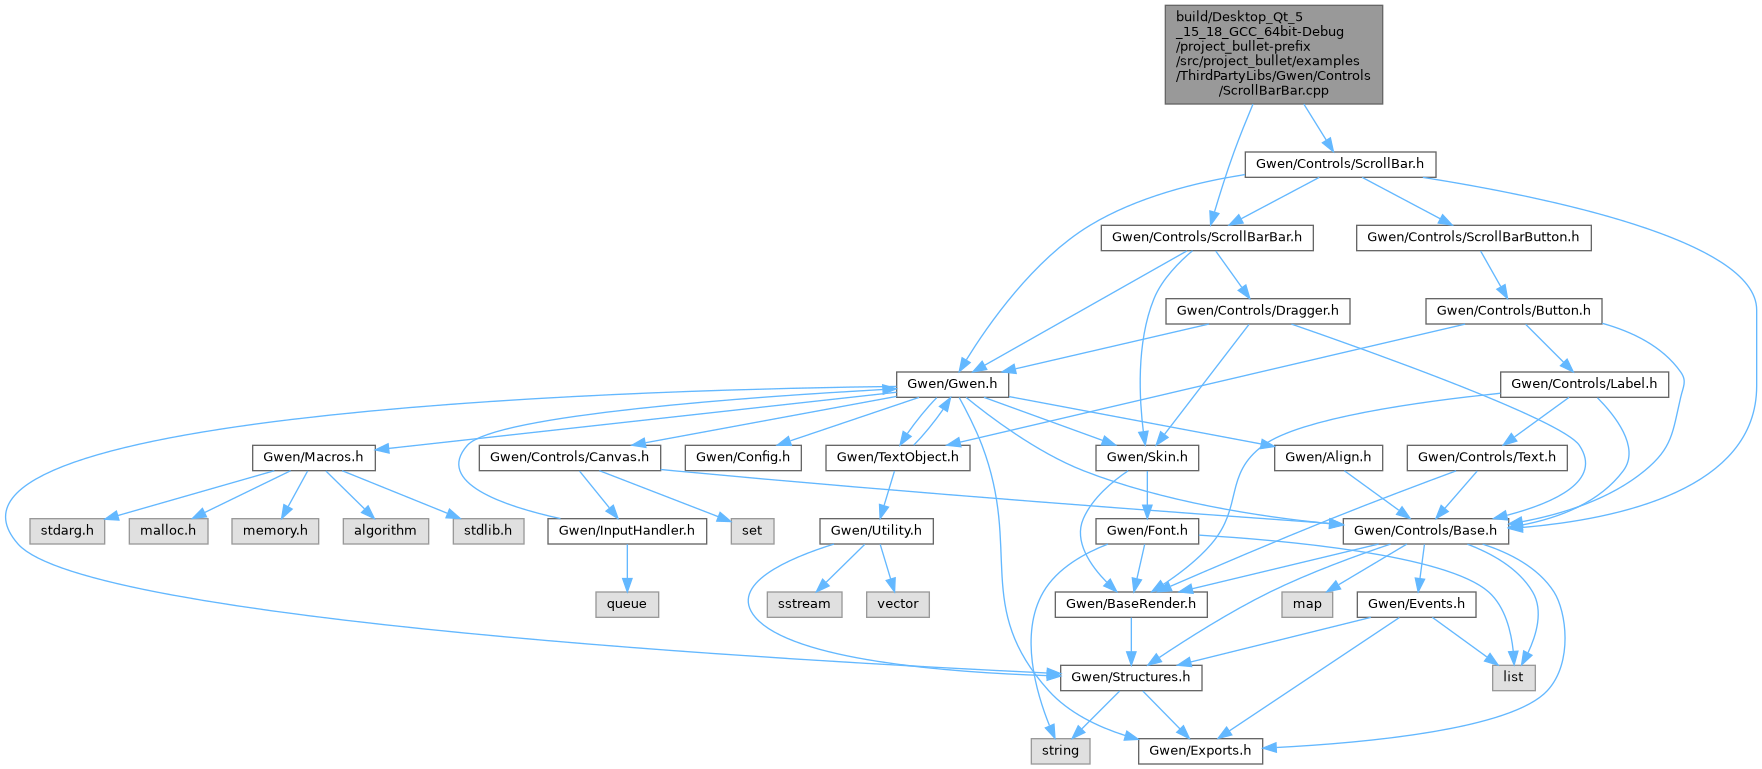 build/Desktop_Qt_5
_15_18_GCC_64bit-Debug
/project_bullet-prefix
/src/project_bullet/examples
/ThirdPartyLibs/Gwen/Controls
/ScrollBarBar.cpp
Gwen/Controls/ScrollBar.h
Gwen/Controls/ScrollBarBar.h
Gwen/Controls/ScrollBarButton.h
Gwen/Controls/Dragger.h
Gwen/Controls/Button.h
Gwen/Gwen.h
Gwen/Controls/Label.h
Gwen/Macros.h
Gwen/Controls/Canvas.h
Gwen/Config.h
Gwen/TextObject.h
Gwen/Skin.h
Gwen/Align.h
Gwen/Controls/Text.h
stdarg.h
malloc.h
memory.h
algorithm
stdlib.h
Gwen/InputHandler.h
set
Gwen/Utility.h
Gwen/Font.h
Gwen/Controls/Base.h
queue
sstream
vector
Gwen/BaseRender.h
map
Gwen/Events.h
Gwen/Structures.h
list
string
Gwen/Exports.h